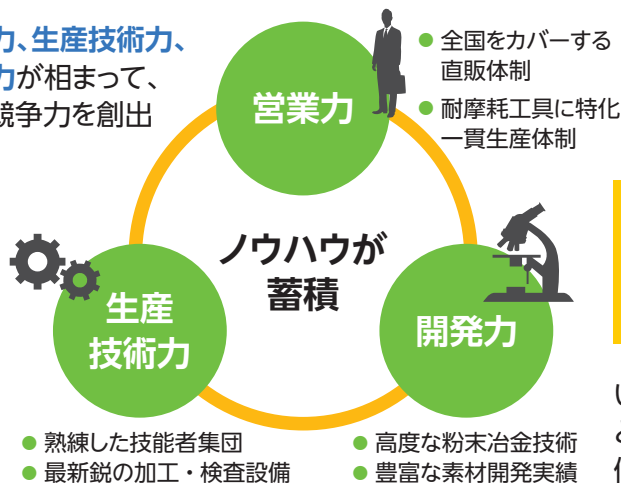 力、生産技術力、
力が相まって、
競争力を創出
営業力
全国をカバーする
直販体制
耐摩耗工具に特化
一貫生産体制
ノウハウが
蓄積
生産
技術力
開発力
熟練した技能者集団
最新鋭の加工・検査設備
高度な粉末冶金技術
豊富な素材開発実績